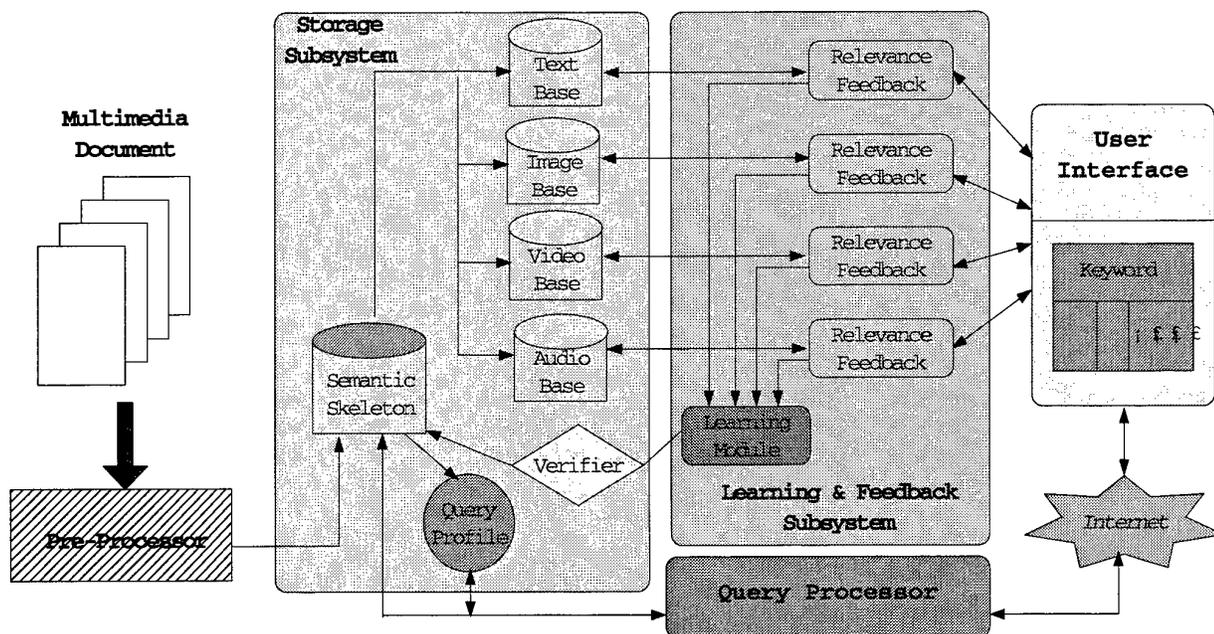 Storage
Subsystem
Text
Base
Relevance
Feedback
Multimedia
Document
Image
Base
Relevance
Feedback
User
Interface
Video
Base
Relevance
Feedback
Keyword
Audio
Base
Relevance
Feedback
Semantic
Skeleton
Learning
Module
Verifier
Learning & Feedback
Subsystem
Query
Profile
Internet
Pre-Processor
Query Processor